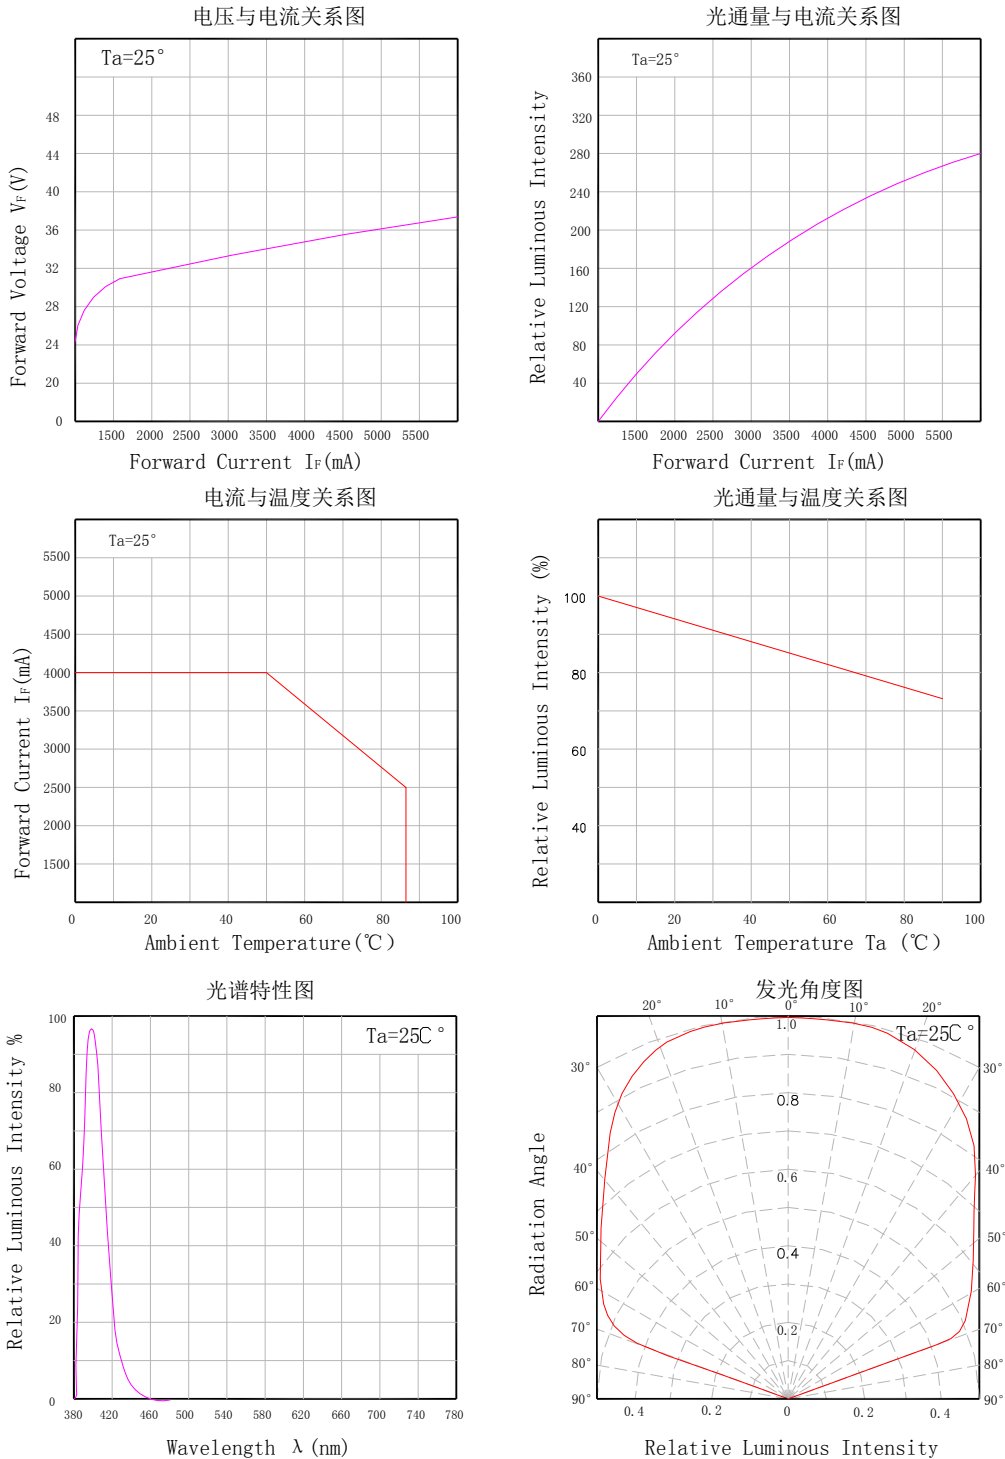 电压与电流关系图
Ta=25°
48
44
40
36
32
28
24
20
0
Forward Voltage VF(V)
1500 2000 2500 3000 3500 4000 4500 5000 5500
Forward Current IF(mA)
光通量与电流关系图
Ta=25°
360
320
280
240
200
160
120
80
40
Relative Luminous Intensity
1500 2000 2500 3000 3500 4000 4500 5000 5500
Forward Current IF(mA)
电流与温度关系图
Ta=25°
5500
5000
4500
4000
3500
3000
2500
2000
1500
Forward Current IF(mA)
0 20 40 60 80 100
Ambient Temperature(℃)
光通量与温度关系图
100
80
60
40
Relative Luminous Intensity (%)
0 20 40 60 80 100
Ambient Temperature Ta (℃)
光谱特性图
Ta=25℃°
100
80
60
40
20
0
Relative Luminous Intensity %
380 420 460 500 540 580 620 660 700 740 780
Wavelength λ(nm)
发光角度图
20° 10° 0° 10° 20°
Ta=25℃°
1.0
30° 30°
0.8
40° 40°
0.6
50° 50°
0.4
60° 60°
70° 70°
0.2
80° 80°
90° 90°
Radiation Angle
0.4 0.2 0 0.2 0.4
Relative Luminous Intensity